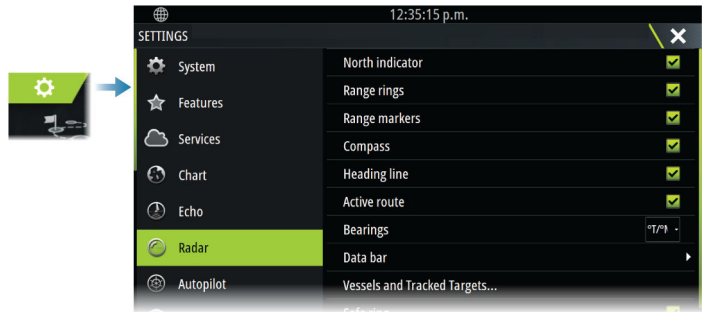 12:35:15 p.m.
SETTINGS
System
Features
Services
Chart
Echo
Radar
Autopilot
North indicator
Range rings
Range markers
Compass
Heading line
Active route
Bearings
Data bar
Vessels and Tracked Targets...